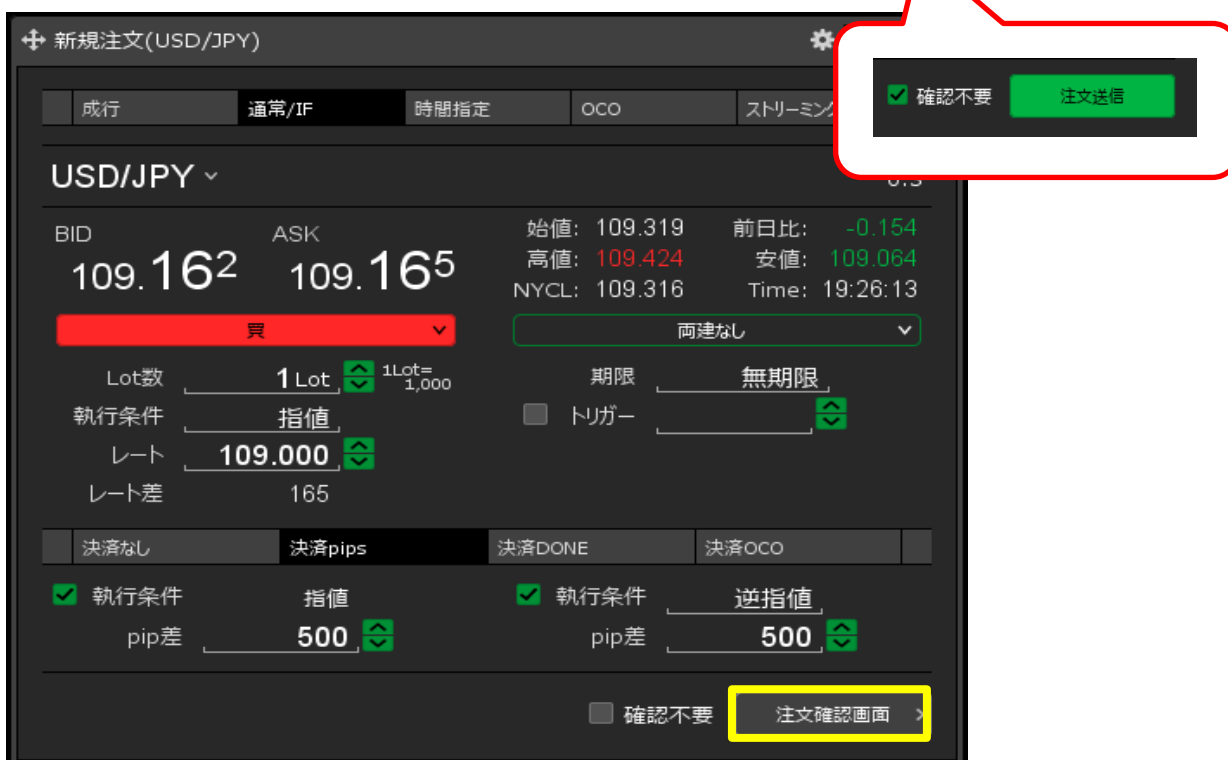 新規注文(USD/JPY)
確認不要 注文送信
成行 通常/IF 時間指定 OCO ストリーミング
USD/JPY
BID ASK
109.162 109.165
始値: 109.319 前日比: -0.154
高値: 109.424 安値: 109.064
NYCL: 109.316 Time: 19:26:13
買 両建なし
Lot数 1 Lot 1Lot= 1,000 期限 無期限
執行条件 指値 トリガー
レート 109.000
レート差 165
決済なし 決済pips 決済DONE 決済OCO
執行条件 指値 執行条件 逆指値
pip差 500 pip差 500
確認不要 注文確認画面